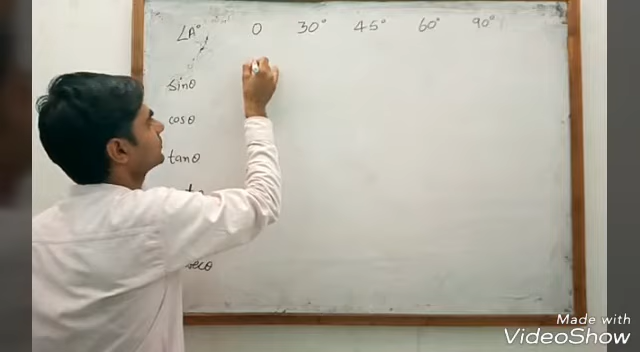 ∠A° 0 30° 45° 60° 90°
sinθ
cosθ
tanθ
Made with
VideoShow